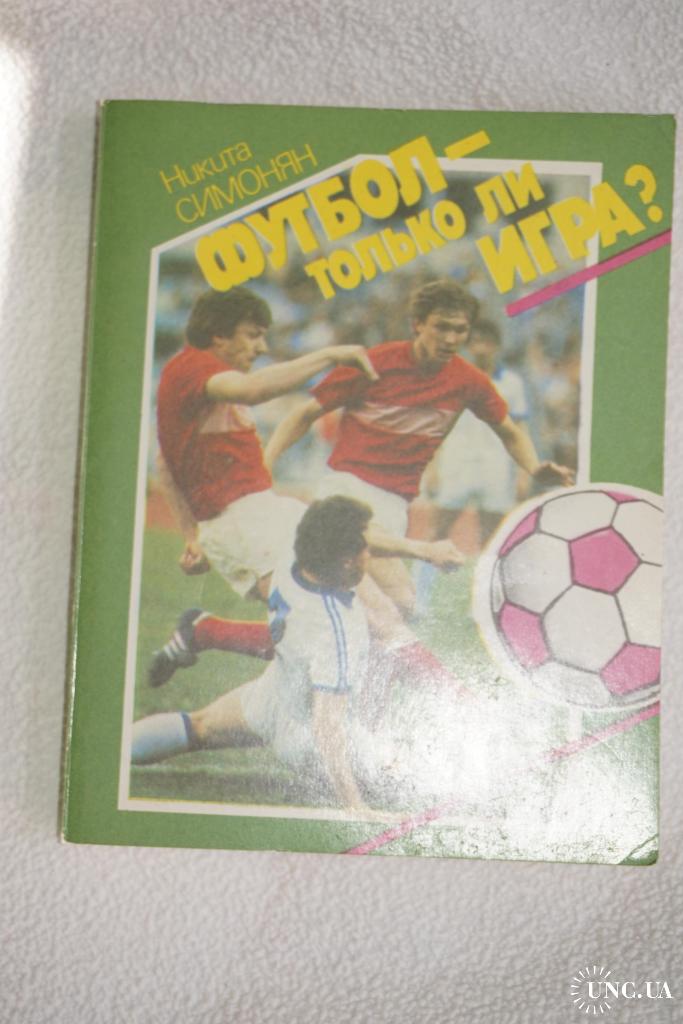 Никита
СИМОНЯН
ФУТБОЛ —
ТОЛЬКО ЛИ
ИГРА?
UNC.UA